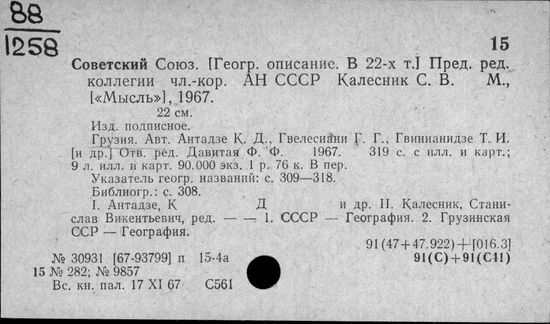 88
1258
15
Советский Союз. [Геогр. описание. В 22-х т.] Пред. ред.
коллегии чл.-кор. АН СССР Калесник С. В. М.,
[«Мысль»], 1967.
22 см.
Изд. подписное.
Грузия. Авт. Антадзе К. Д., Гвелесиани Г. Г., Гвинианидзе Т. И.
[и др.] Отв. ред. Давитая Ф. Ф. 1967. 319 с. с илл. и карт.;
9 л. илл. и карт. 90.000 экз. 1 р. 76 к. В пер.
Указатель геогр. названий: с. 309—318.
Библиогр.: с. 308.
I. Антадзе, К Д и др. II. Калесник, Стани-
слав Викентьевич, ред. — — 1. СССР — География. 2. Грузинская
ССР — География.
91(47+47.922)+[016.3]
№ 30931 [67-93799] п 15-4а 91(С)+91(С41)
15 № 282; № 9857
Вс. кн. пал. 17 XI 67 С561